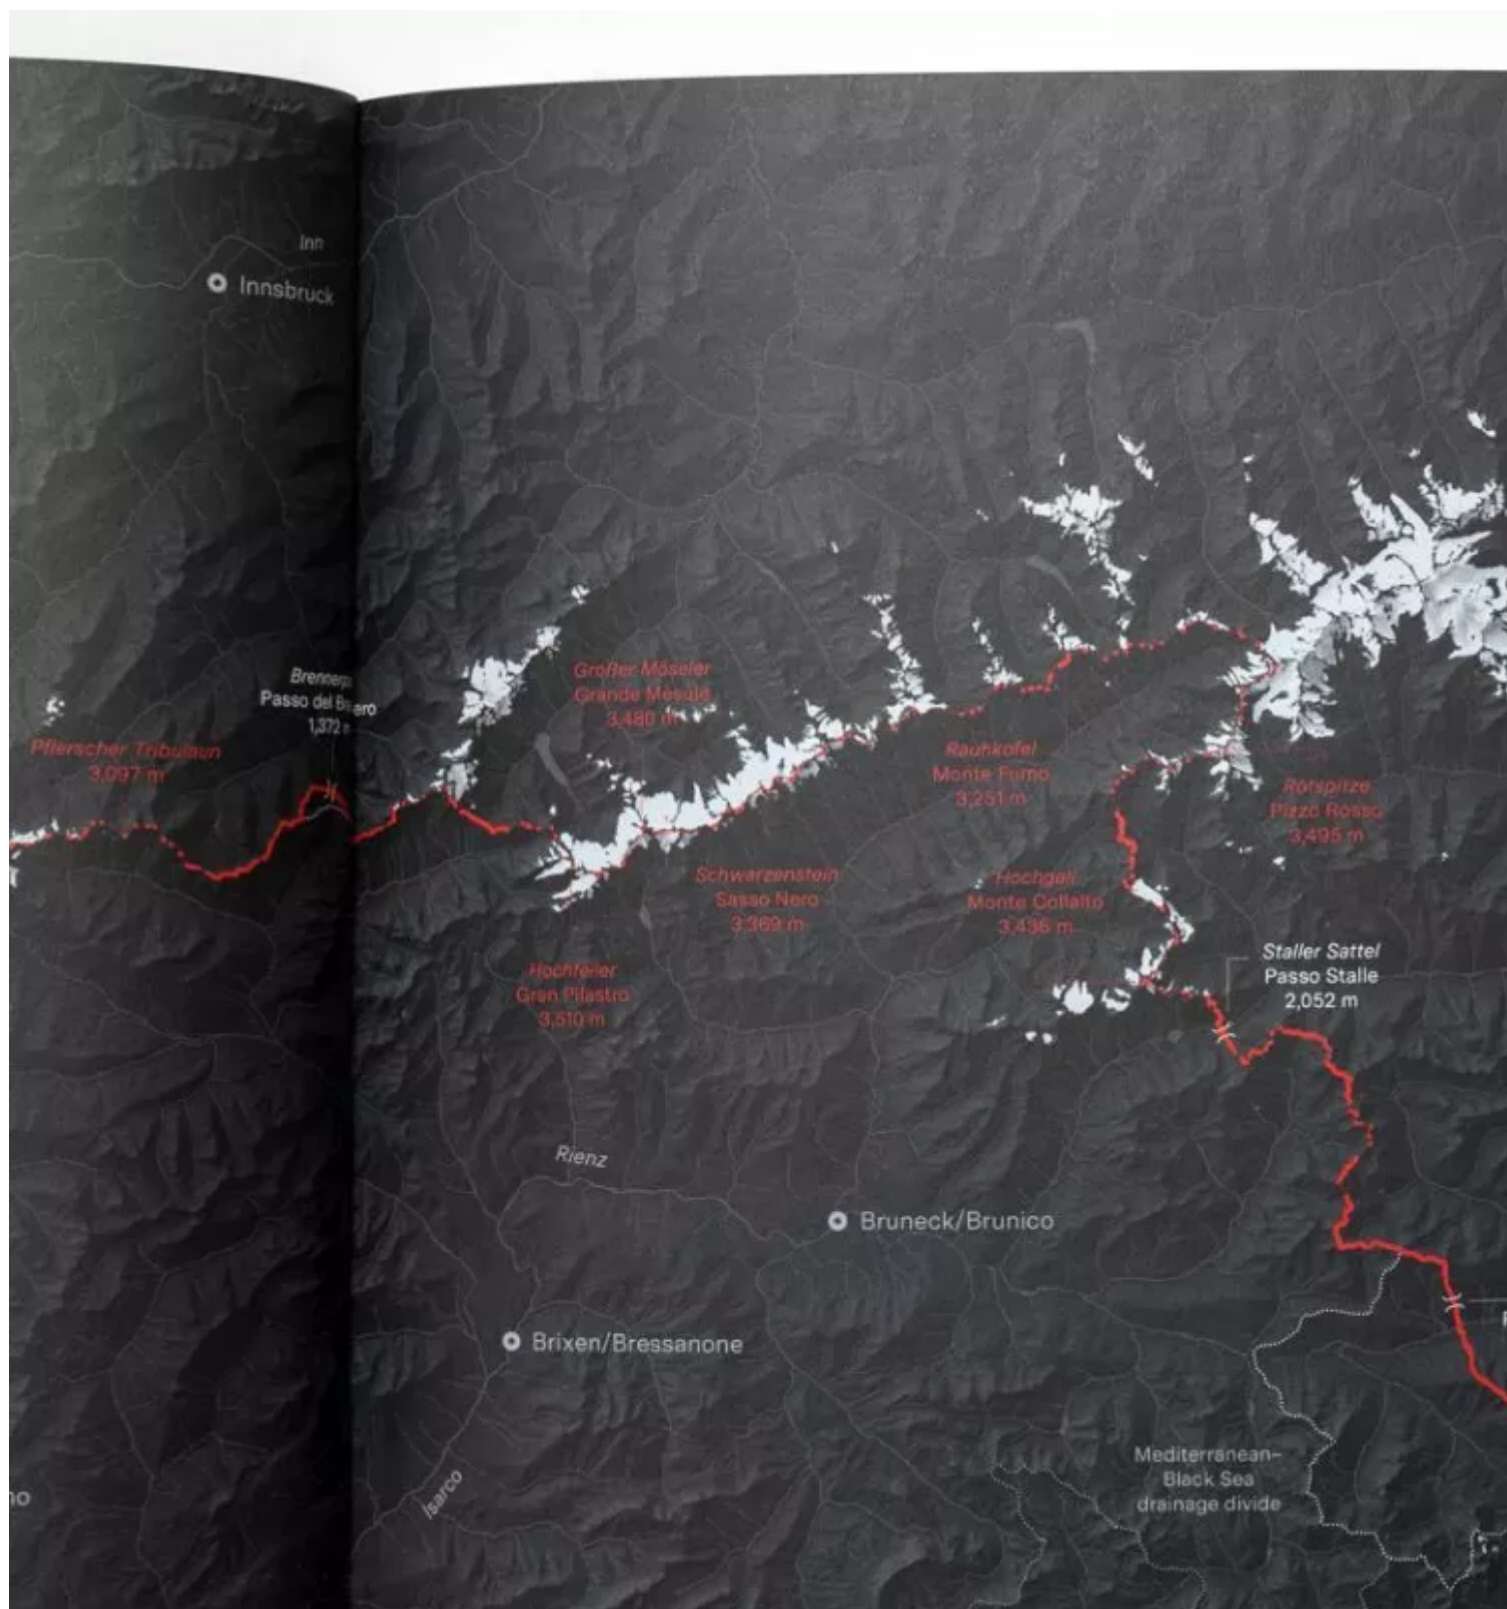 Inn
Innsbruck
Passo del
1,372
Pflerscher Tribulaun
3,097 m
Großer Möseler
Grande Mesule
3,480 m
Rauhkofel
Monte Fumo
3,251 m
Rötspitze
Pizzo Rosso
3,495 m
Schwarzenstein
Sasso Nero
3,369 m
Hochgall
Monte Collalto
3,436 m
Staller Sattel
Passo Stalle
2,052 m
Hochfeiler
Gran Pilastro
3,510 m
Rienz
Bruneck/Brunico
Brixen/Bressanone
Isarco
Mediterranean–
Black Sea
drainage divide